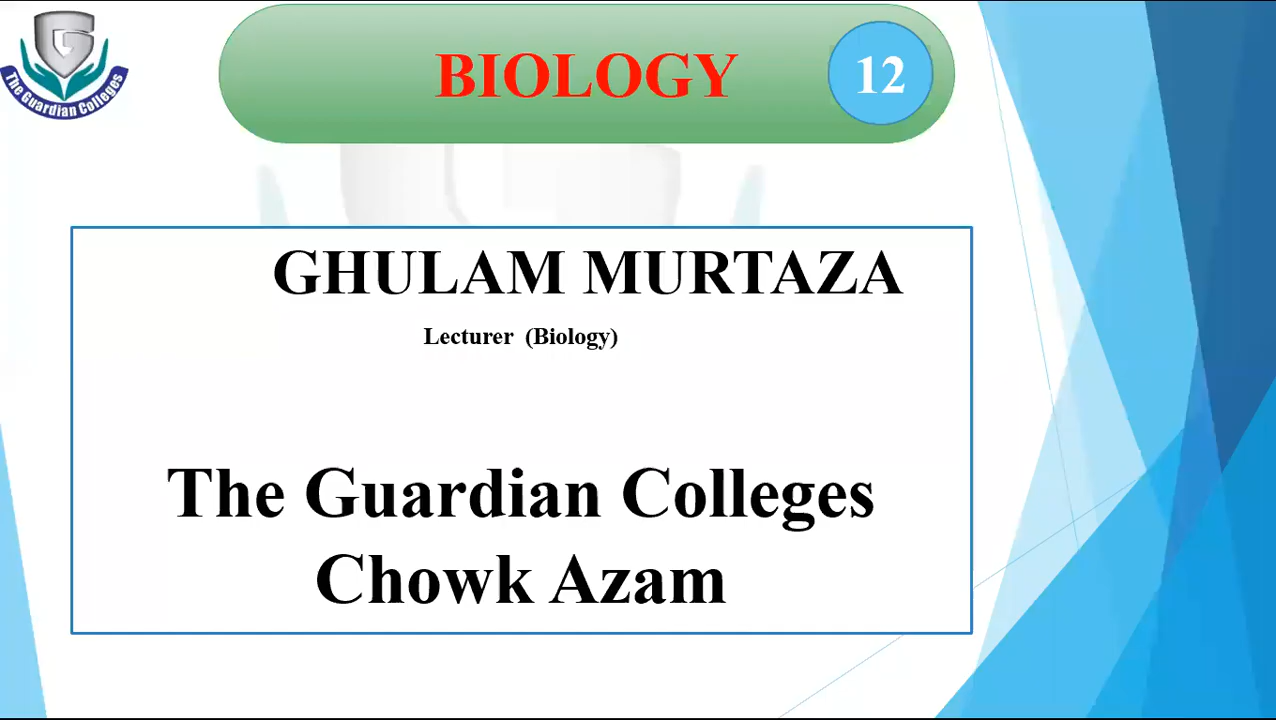 G
The Guardian Colleges
BIOLOGY
12
GHULAM MURTAZA
Lecturer (Biology)
The Guardian Colleges
Chowk Azam